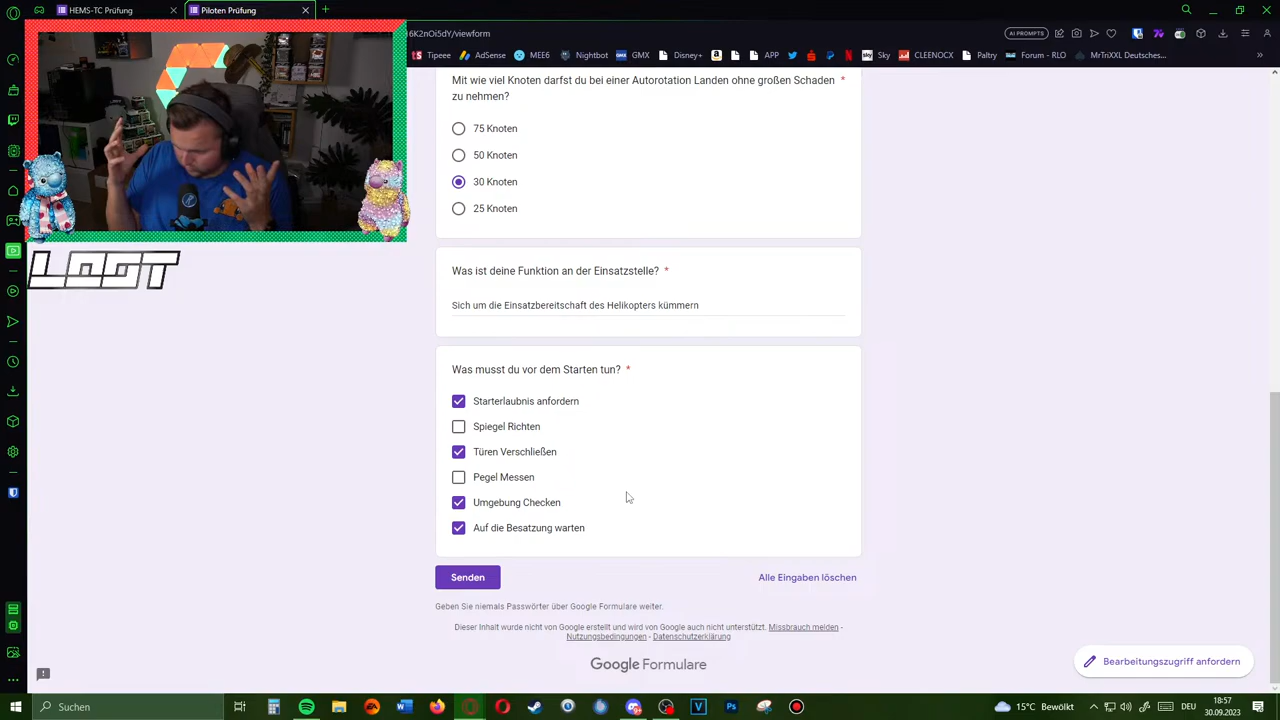 HEMS-TC Prüfung
Piloten Prüfung
l6K2nOi5dY/viewform
AI PROMPTS
Tipeee
AdSense
MEE6
Nightbot
GMX
Disney+
APP
Sky
CLEENOCX
Paltry
Forum - RLO
MrTriXXL Deutsches...
LOOT
Mit wie viel Knoten darfst du bei einer Autorotation Landen ohne großen Schaden *
zu nehmen?
75 Knoten
50 Knoten
30 Knoten
25 Knoten
Was ist deine Funktion an der Einsatzstelle? *
Sich um die Einsatzbereitschaft des Helikopters kümmern
Was musst du vor dem Starten tun? *
Starterlaubnis anfordern
Spiegel Richten
Türen Verschließen
Pegel Messen
Umgebung Checken
Auf die Besatzung warten
Senden
Alle Eingaben löschen
Geben Sie niemals Passwörter über Google Formulare weiter.
Dieser Inhalt wurde nicht von Google erstellt und wird von Google auch nicht unterstützt. Missbrauch melden -
Nutzungsbedingungen - Datenschutzerklärung
Google Formulare
Bearbeitungszugriff anfordern
Suchen
15°C Bewölkt
18:57
30.09.2023